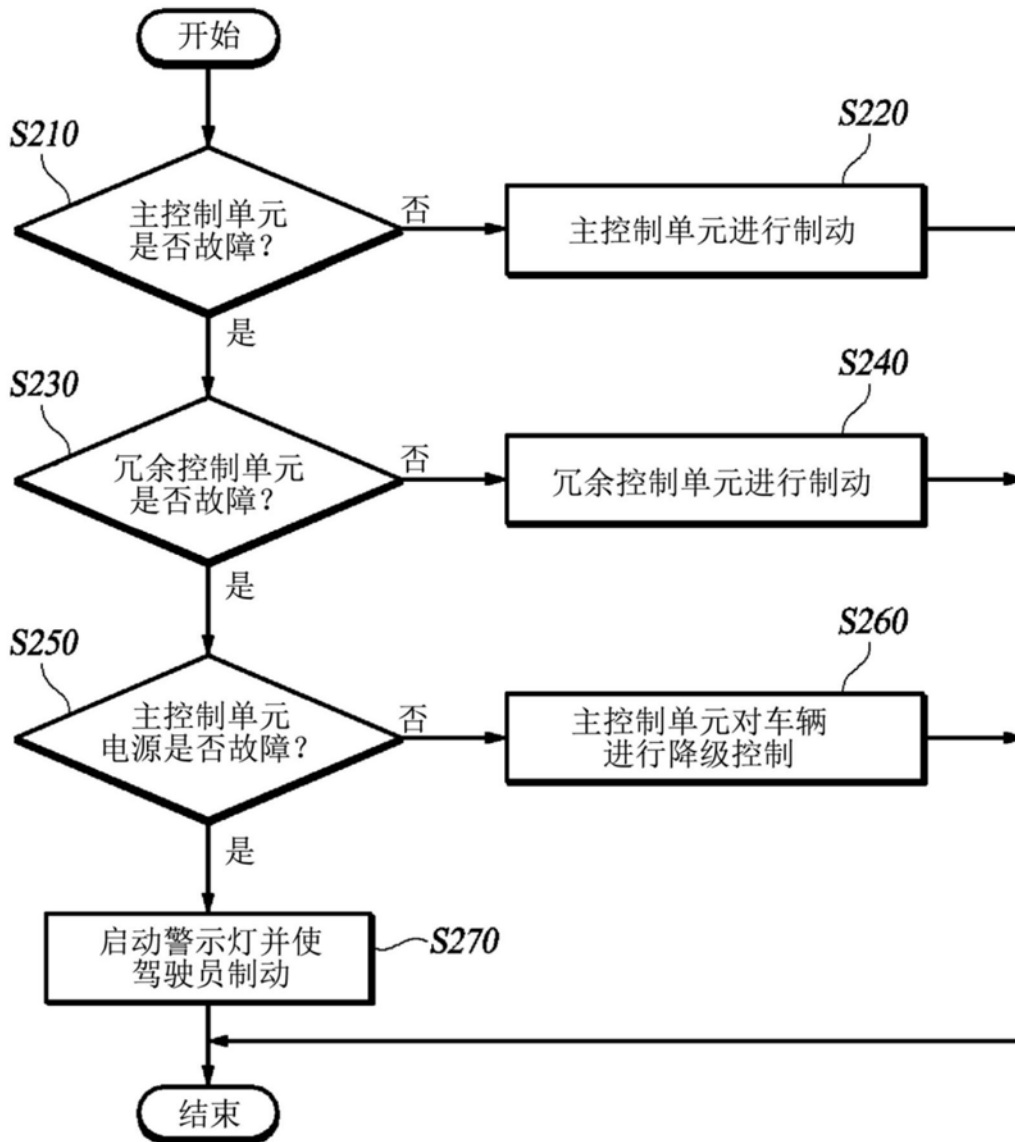 开始
S210
S220
主控制单元
是否故障?
否
主控制单元进行制动
是
S230
S240
冗余控制单元
是否故障?
否
冗余控制单元进行制动
是
S250
S260
主控制单元
电源是否故障?
否
主控制单元对车辆
进行降级控制
是
启动警示灯并使
驾驶员制动
S270
结束